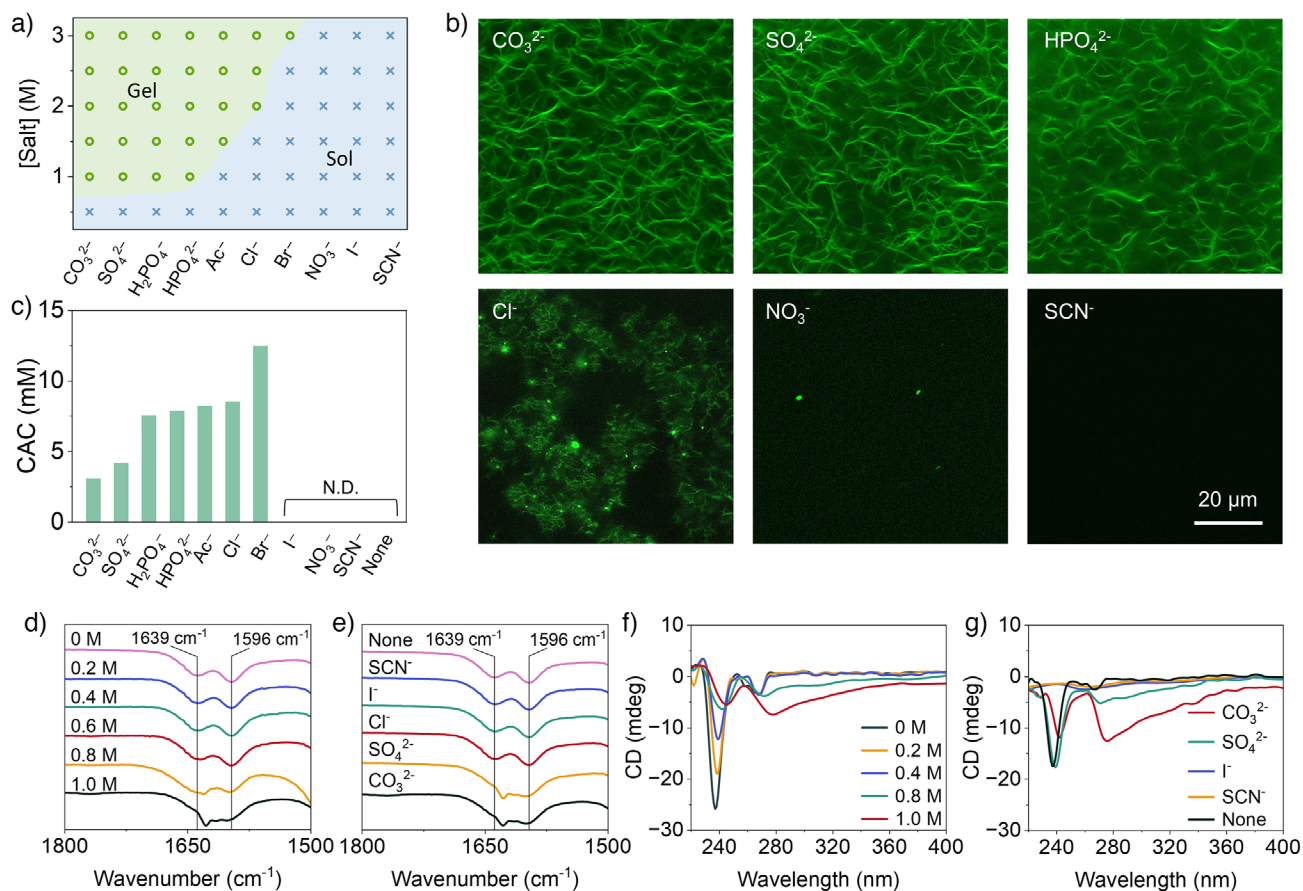 a)
[Salt] (M)
3
2
1
Gel
Sol
CO₃²⁻
SO₄²⁻
H₂PO₄⁻
HPO₄²⁻
Ac⁻
Cl⁻
Br⁻
NO₃⁻
I⁻
SCN⁻
b)
CO₃²⁻
SO₄²⁻
HPO₄²⁻
Cl⁻
NO₃⁻
SCN⁻
20 μm
c)
CAC (mM)
15
10
5
0
N.D.
CO₃²⁻
SO₄²⁻
H₂PO₄⁻
HPO₄²⁻
Ac⁻
Cl⁻
Br⁻
I⁻
NO₃⁻
SCN⁻
None
d)
1639 cm⁻¹ 1596 cm⁻¹
0 M
0.2 M
0.4 M
0.6 M
0.8 M
1.0 M
1800 1650 1500
Wavenumber (cm⁻¹)
e)
1639 cm⁻¹ 1596 cm⁻¹
None
SCN⁻
I⁻
Cl⁻
SO₄²⁻
CO₃²⁻
1800 1650 1500
Wavenumber (cm⁻¹)
f)
CD (mdeg)
10
0
−10
−20
−30
0 M
0.2 M
0.4 M
0.8 M
1.0 M
240 280 320 360 400
Wavelength (nm)
g)
CD (mdeg)
10
0
−10
−20
−30
CO₃²⁻
SO₄²⁻
I⁻
SCN⁻
None
240 280 320 360 400
Wavelength (nm)